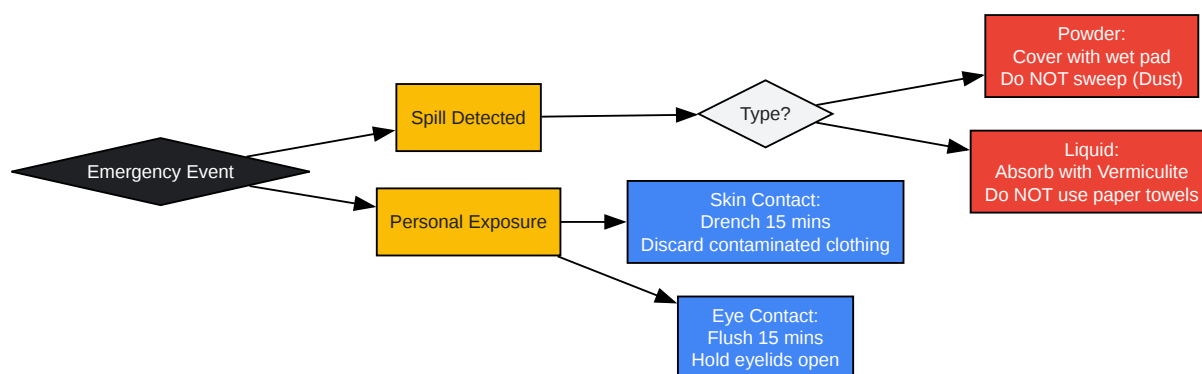 Emergency Event
Spill Detected
Type?
Powder:
Cover with wet pad
Do NOT sweep (Dust)
Liquid:
Absorb with Vermiculite
Do NOT use paper towels
Personal Exposure
Skin Contact:
Drench 15 mins
Discard contaminated clothing
Eye Contact:
Flush 15 mins
Hold eyelids open